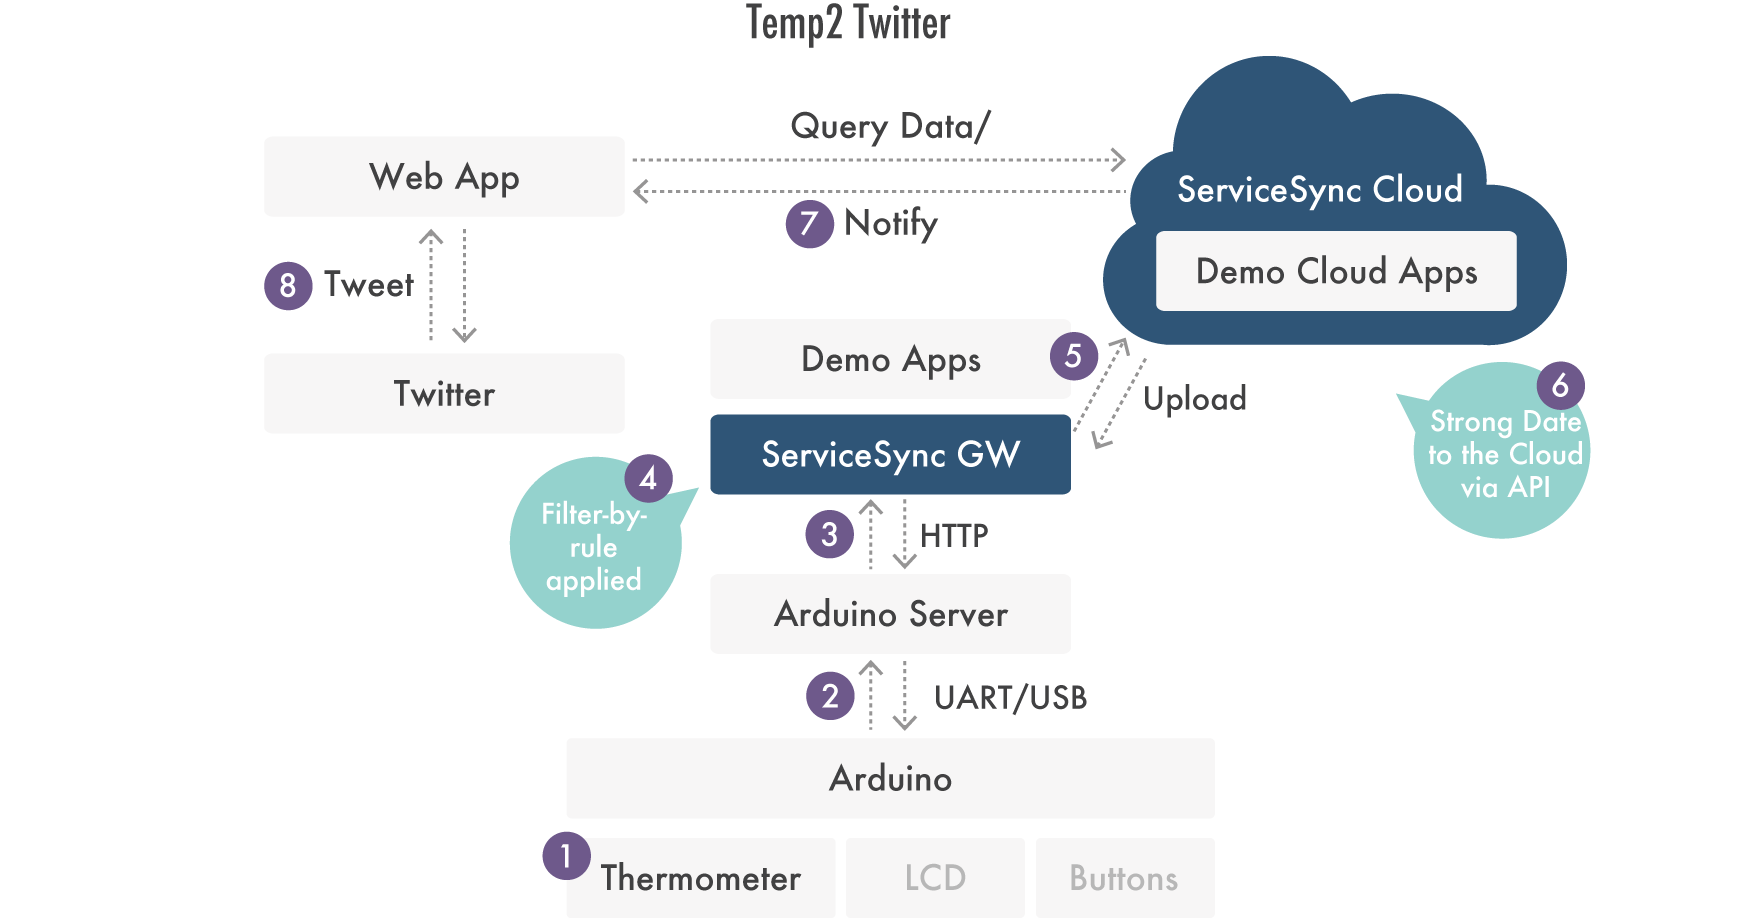 Temp2 Twitter
Query Data/
Web App
ServiceSync Cloud
7 Notify
Demo Cloud Apps
8 Tweet
Demo Apps
5
Upload
Twitter
6
Strong Date
to the Cloud
via API
ServiceSync GW
4
Filter-by-
rule
applied
3
HTTP
Arduino Server
2
UART/USB
Arduino
1
Thermometer
LCD
Buttons